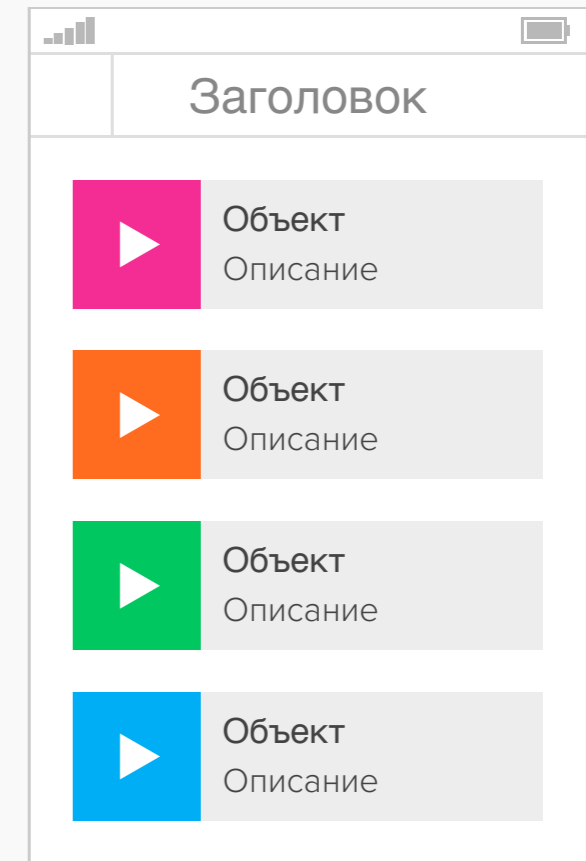 Заголовок
Объект
Описание
Объект
Описание
Объект
Описание
Объект
Описание